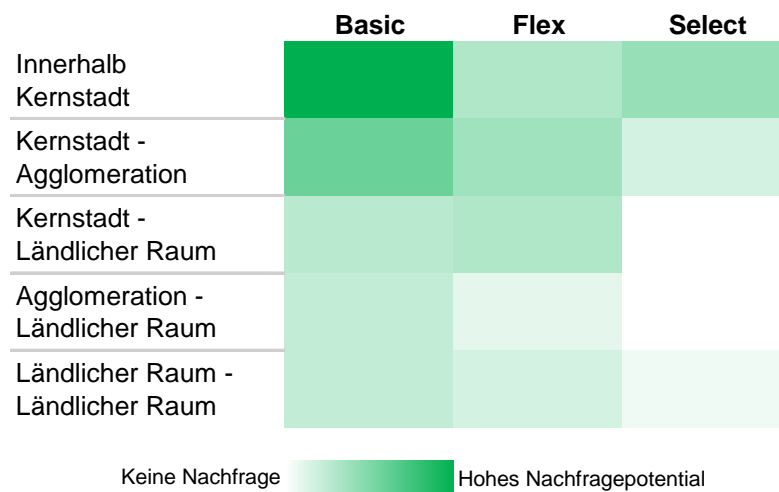 Basic Flex Select
Innerhalb
Kernstadt
Kernstadt -
Agglomeration
Kernstadt -
Ländlicher Raum
Agglomeration -
Ländlicher Raum
Ländlicher Raum -
Ländlicher Raum
Keine Nachfrage Hohes Nachfragepotential